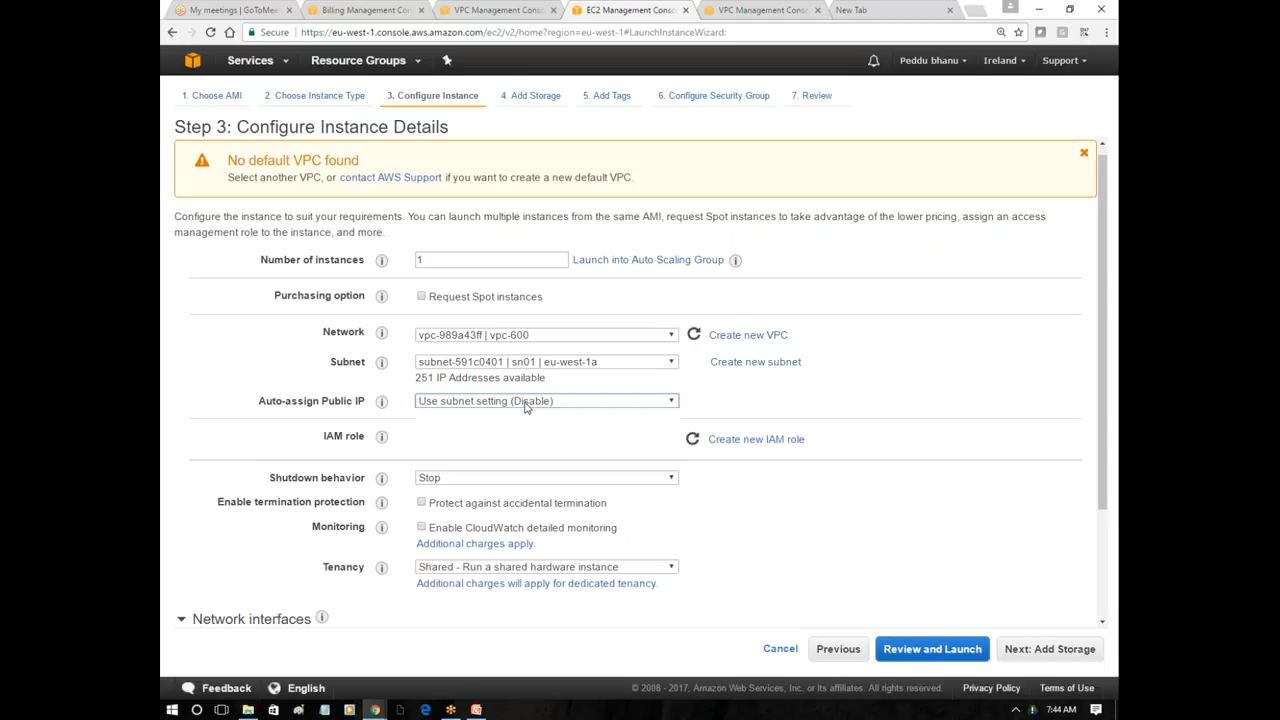 My meetings | GoToMee
Billing Management Con
VPC Management Conso
EC2 Management Conso
VPC Management Conso
New Tab
Secure
https://eu-west-1.console.aws.amazon.com/ec2/v2/home?region=eu-west-1#LaunchInstanceWizard:
Services
Resource Groups
Peddu bhanu
Ireland
Support
1. Choose AMI
2. Choose Instance Type
3. Configure Instance
4. Add Storage
5. Add Tags
6. Configure Security Group
7. Review
Step 3: Configure Instance Details
No default VPC found
Select another VPC, or contact AWS Support if you want to create a new default VPC.
Configure the instance to suit your requirements. You can launch multiple instances from the same AMI, request Spot instances to take advantage of the lower pricing, assign an access
management role to the instance, and more.
Number of instances
1
Launch into Auto Scaling Group
Purchasing option
Request Spot instances
Network
vpc-989a43ff | vpc-600
Create new VPC
Subnet
subnet-591c0401 | sn01 | eu-west-1a
Create new subnet
251 IP Addresses available
Auto-assign Public IP
Use subnet setting (Disable)
IAM role
Create new IAM role
Shutdown behavior
Stop
Enable termination protection
Protect against accidental termination
Monitoring
Enable CloudWatch detailed monitoring
Additional charges apply.
Tenancy
Shared - Run a shared hardware instance
Additional charges will apply for dedicated tenancy.
Network interfaces
Cancel
Previous
Review and Launch
Next: Add Storage
Feedback
English
© 2008 - 2017, Amazon Web Services, Inc. or its affiliates. All rights reserved.
Privacy Policy
Terms of Use
7:44 AM